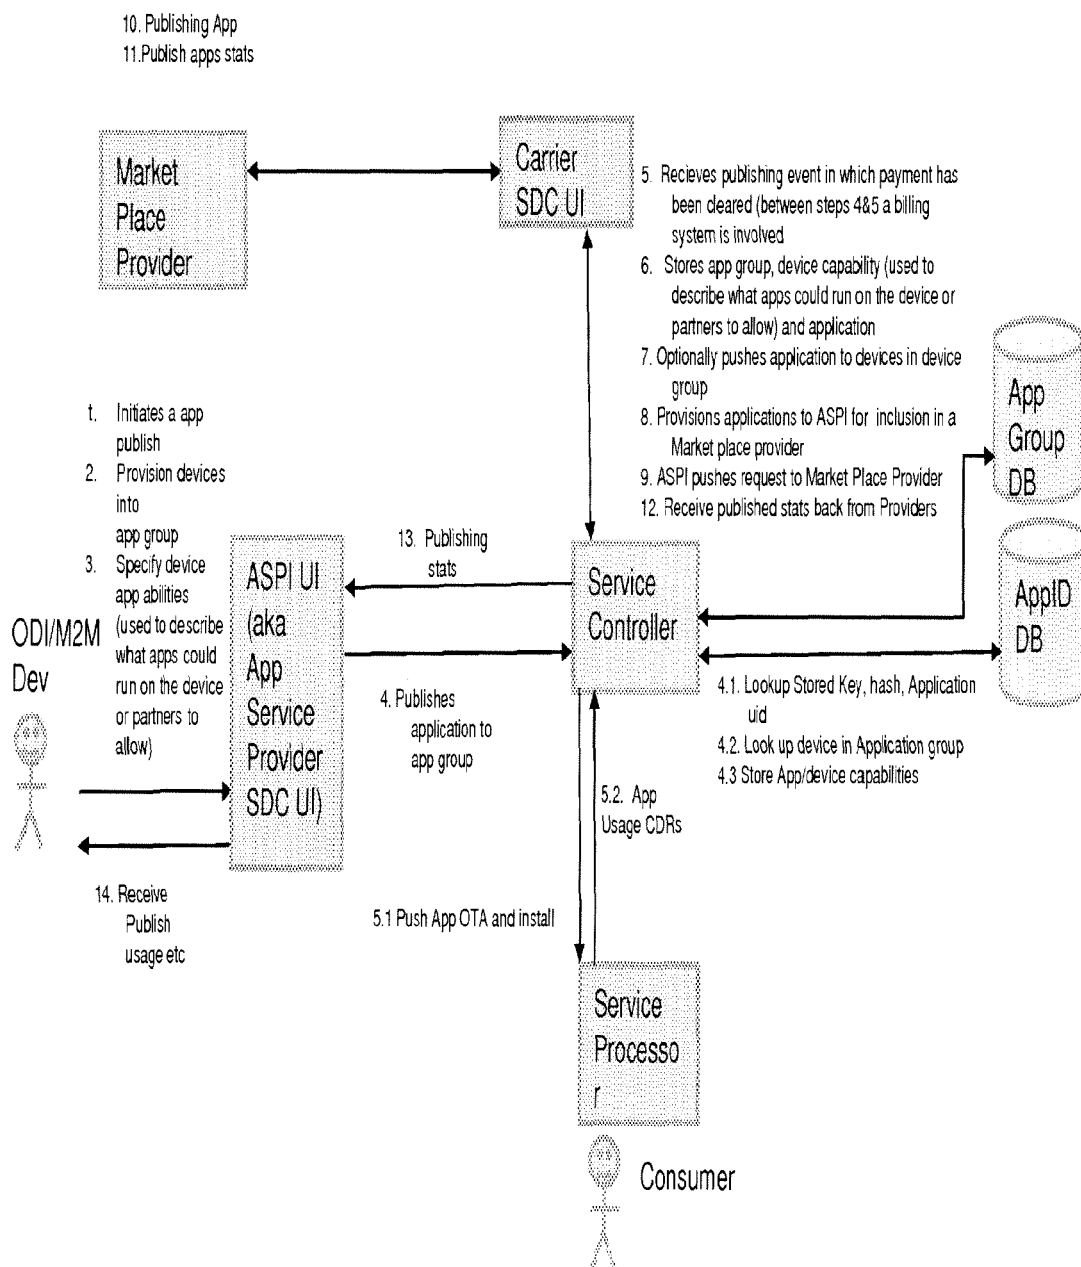 10. Publishing App
11.Publish apps stats
Market
Place
Provider
Carrier
SDC UI
5. Recieves publishing event in which payment has
been cleared (between steps 4&5 a billing
system is involved
6. Stores app group, device capability (used to
describe what apps could run on the device or
partners to allow) and application
7. Optionally pushes application to devices in device
group
8. Provisions applications to ASPI for inclusion in a
Market place provider
9. ASPI pushes request to Market Place Provider
12. Receive published stats back from Providers
App
Group
DB
AppID
DB
t. Initiates a app
publish
2. Provision devices
into
app group
3. Specify device
app abilities
(used to describe
what apps could
run on the device
or partners to
allow)
ODI/M2M
Dev
ASPI UI
(aka
App
Service
Provider
SDC UI)
13. Publishing
stats
Service
Controller
4. Publishes
application to
app group
4.1. Lookup Stored Key, hash, Application
uid
4.2. Look up device in Application group
4.3 Store App/device capabilities
5.2. App
Usage CDRs
14. Receive
Publish
usage etc
5.1 Push App OTA and install
Service
Processo
r
Consumer